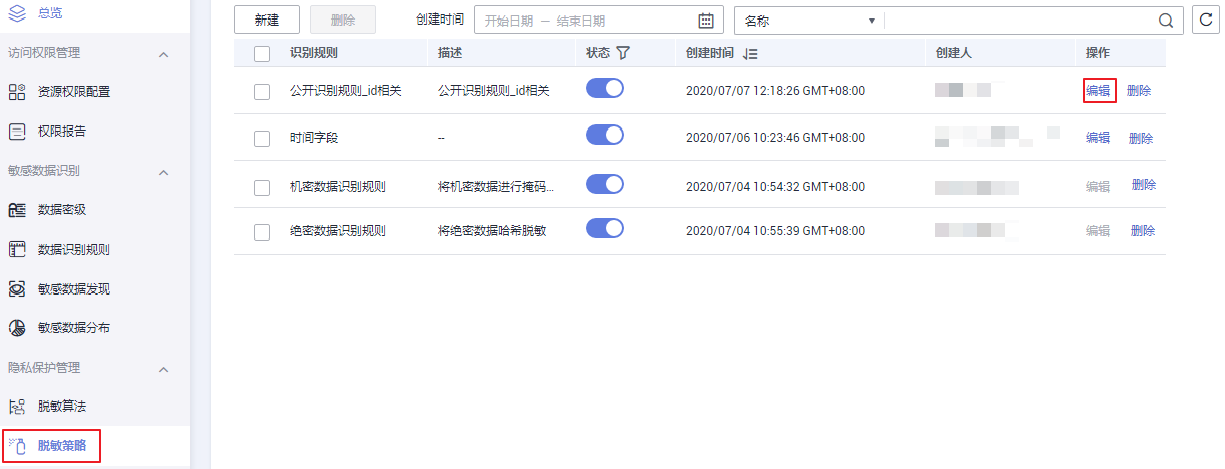 总览
访问权限管理
资源权限配置
权限报告
敏感数据识别
数据密级
数据识别规则
敏感数据发现
敏感数据分布
隐私保护管理
脱敏算法
脱敏策略
新建 删除 创建时间 开始日期 — 结束日期 名称
识别规则 描述 状态 创建时间 创建人 操作
公开识别规则_id相关 公开识别规则_id相关 2020/07/07 12:18:26 GMT+08:00 编辑 删除
时间字段 -- 2020/07/06 10:23:46 GMT+08:00 编辑 删除
机密数据识别规则 将机密数据进行掩码... 2020/07/04 10:54:32 GMT+08:00 编辑 删除
绝密数据识别规则 将绝密数据哈希脱敏 2020/07/04 10:55:39 GMT+08:00 编辑 删除